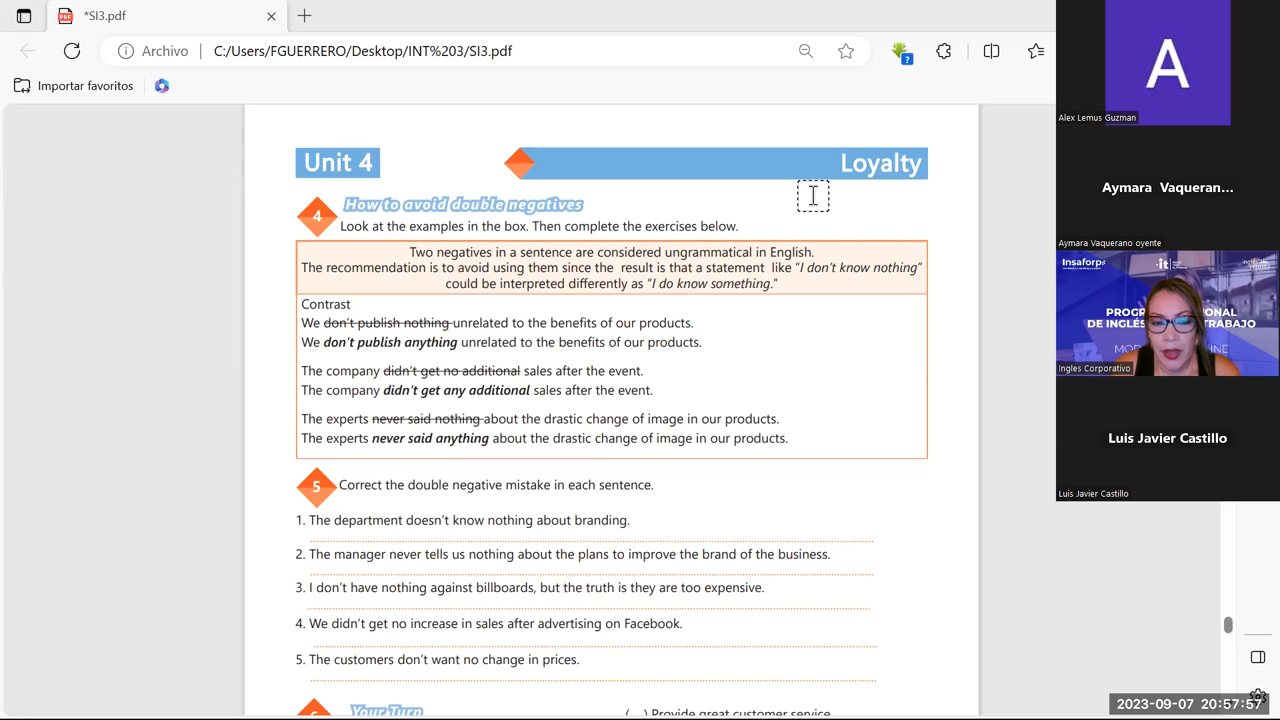 *SI3.pdf
Archivo
C:/Users/FGUERRERO/Desktop/INT%203/SI3.pdf
Importar favoritos
Unit 4
Loyalty
4
How to avoid double negatives
Look at the examples in the box. Then complete the exercises below.
Two negatives in a sentence are considered ungrammatical in English.
The recommendation is to avoid using them since the result is that a statement like “I don’t know nothing”
could be interpreted differently as “I do know something.”
Contrast
We don’t publish nothing unrelated to the benefits of our products.
We don’t publish anything unrelated to the benefits of our products.
The company didn’t get no additional sales after the event.
The company didn’t get any additional sales after the event.
The experts never said nothing about the drastic change of image in our products.
The experts never said anything about the drastic change of image in our products.
5
Correct the double negative mistake in each sentence.
1. The department doesn’t know nothing about branding.
2. The manager never tells us nothing about the plans to improve the brand of the business.
3. I don’t have nothing against billboards, but the truth is they are too expensive.
4. We didn’t get no increase in sales after advertising on Facebook.
5. The customers don’t want no change in prices.
Your Turn
( ) Provide great customer service
A
Alex Lemus Guzman
Aymara Vaqueran...
Aymara Vaquerano oyente
Insaforp
PROG
ONAL
DE INGLÉS
TRABAJO
MOD
INE
Ingles Corporativo
Luis Javier Castillo
Luis Javier Castillo
2023-09-07 20:57:57